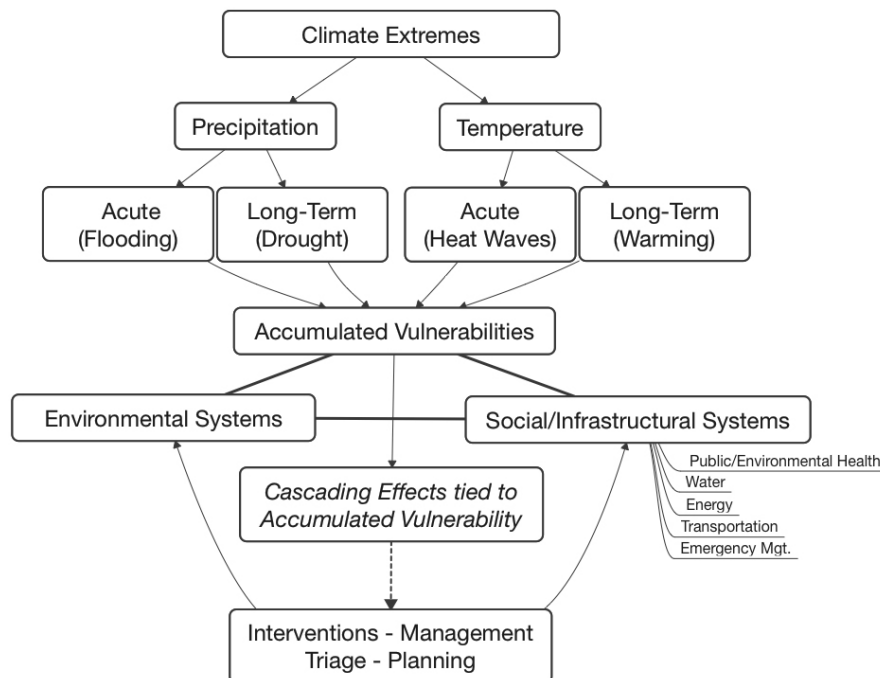 Climate Extremes
Precipitation
Temperature
Acute
(Flooding)
Long-Term
(Drought)
Acute
(Heat Waves)
Long-Term
(Warming)
Accumulated Vulnerabilities
Environmental Systems
Social/Infrastructural Systems
Public/Environmental Health
Water
Energy
Transportation
Emergency Mgt.
Cascading Effects tied to
Accumulated Vulnerability
Interventions - Management
Triage - Planning